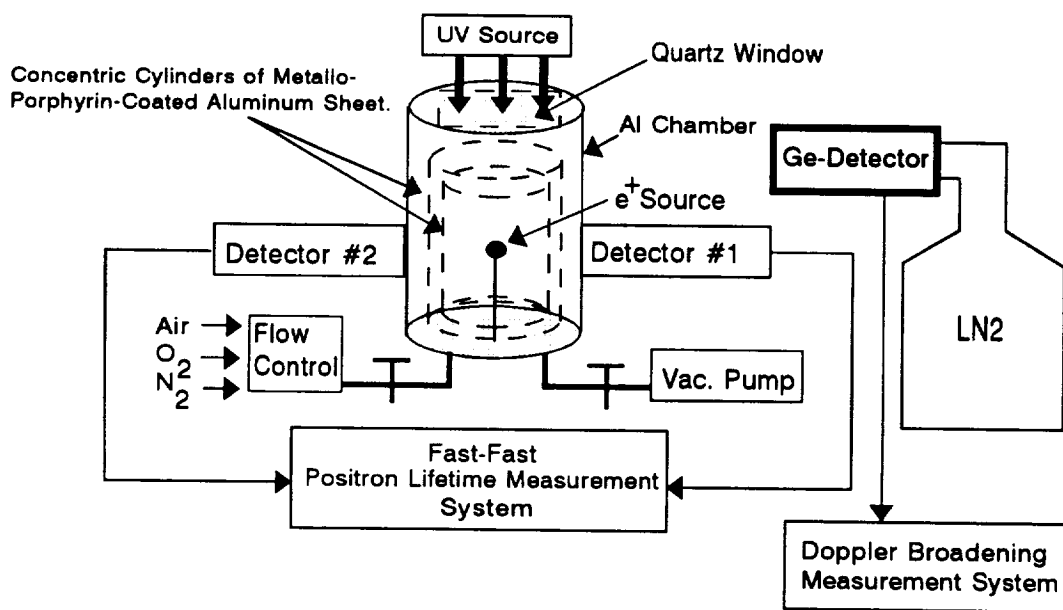 UV Source
Quartz Window
Concentric Cylinders of Metallo-
Porphyrin-Coated Aluminum Sheet.
Al Chamber
Ge-Detector
e+ Source
Detector #2
Detector #1
Air
O2
N2
Flow
Control
Vac. Pump
LN2
Fast-Fast
Positron Lifetime Measurement
System
Doppler Broadening
Measurement System